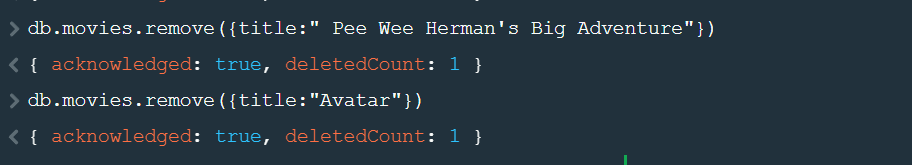 > db.movies.remove({title:" Pee Wee Herman's Big Adventure"})
< { acknowledged: true, deletedCount: 1 }
> db.movies.remove({title:"Avatar"})
< { acknowledged: true, deletedCount: 1 }